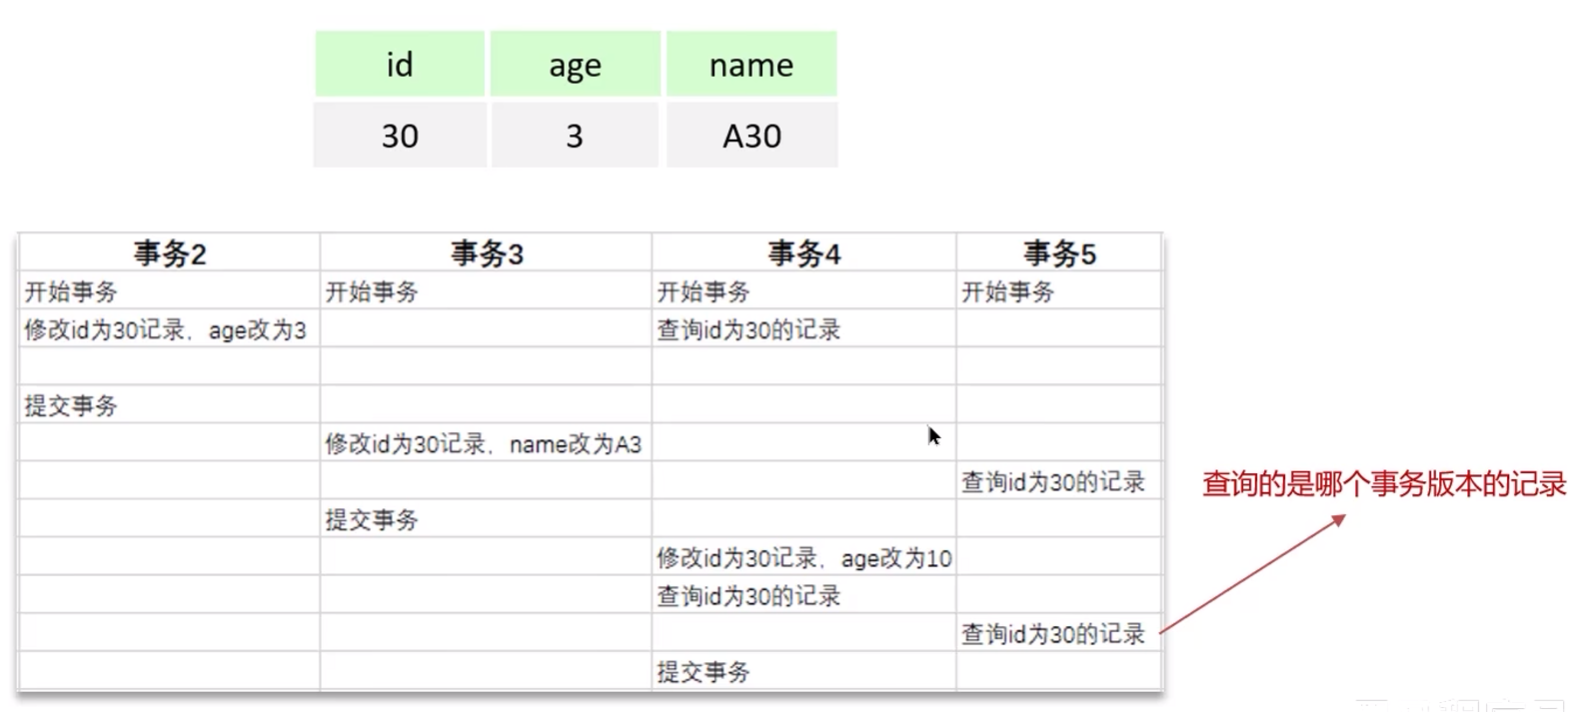 id age name
30 3 A30
事务2 事务3 事务4 事务5
开始事务 开始事务 开始事务 开始事务
修改id为30记录，age改为3 查询id为30的记录
提交事务
修改id为30记录，name改为A3
查询id为30的记录
查询的是哪个事务版本的记录
提交事务
修改id为30记录，age改为10
查询id为30的记录
查询id为30的记录
提交事务